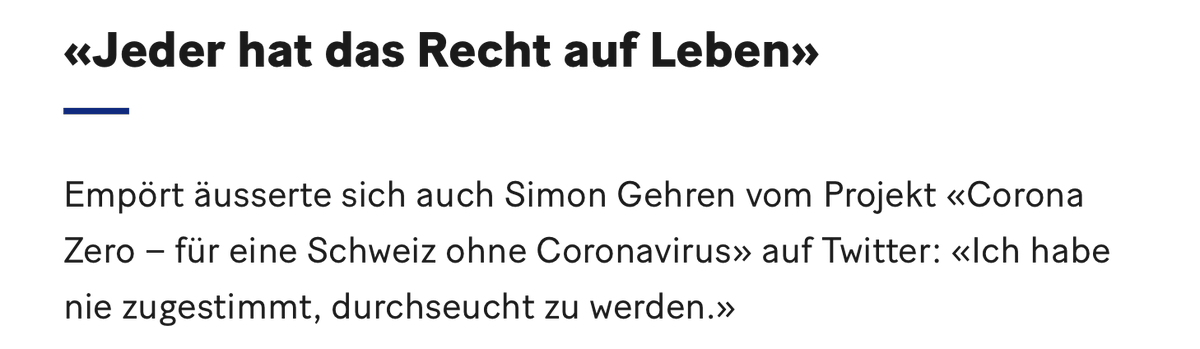 «Jeder hat das Recht auf Leben»
Empört äusserte sich auch Simon Gehren vom Projekt «Corona
Zero – für eine Schweiz ohne Coronavirus» auf Twitter: «Ich habe
nie zugestimmt, durchseucht zu werden.»